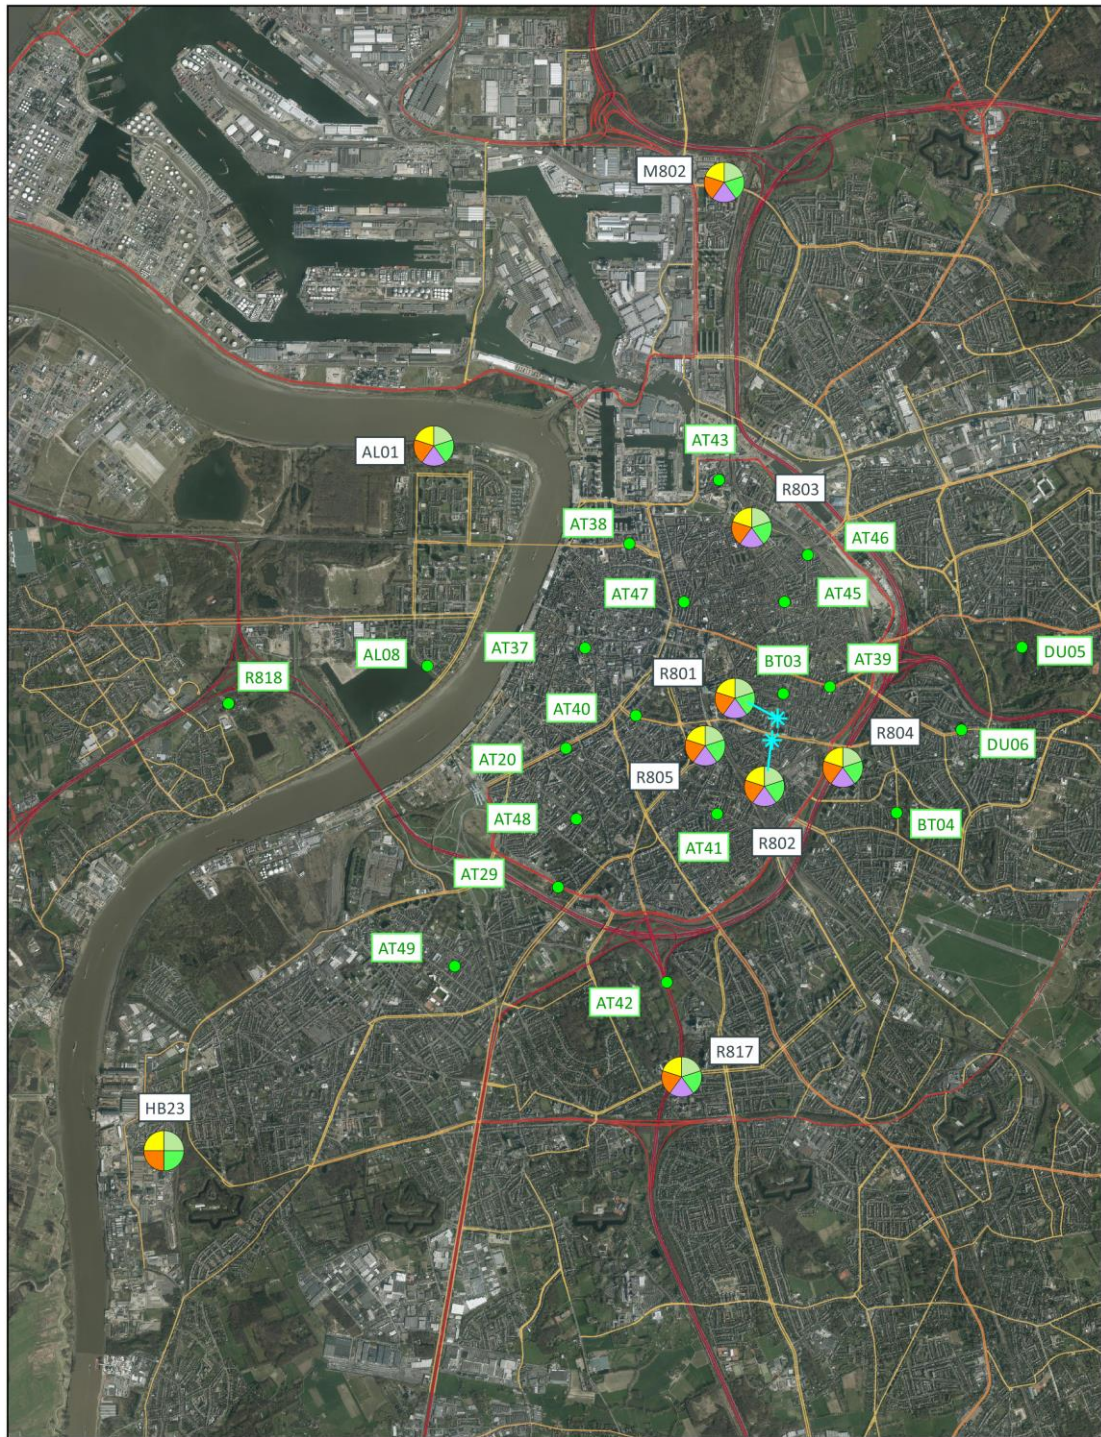 M802
AT43
AL01
R803
AT38
AT46
AT47
AT45
AT37
AL08
R818
R801
BT03
AT39
DU05
AT40
R804
DU06
AT20
R805
AT48
AT41
R802
BT04
AT29
AT49
AT42
R817
HB23